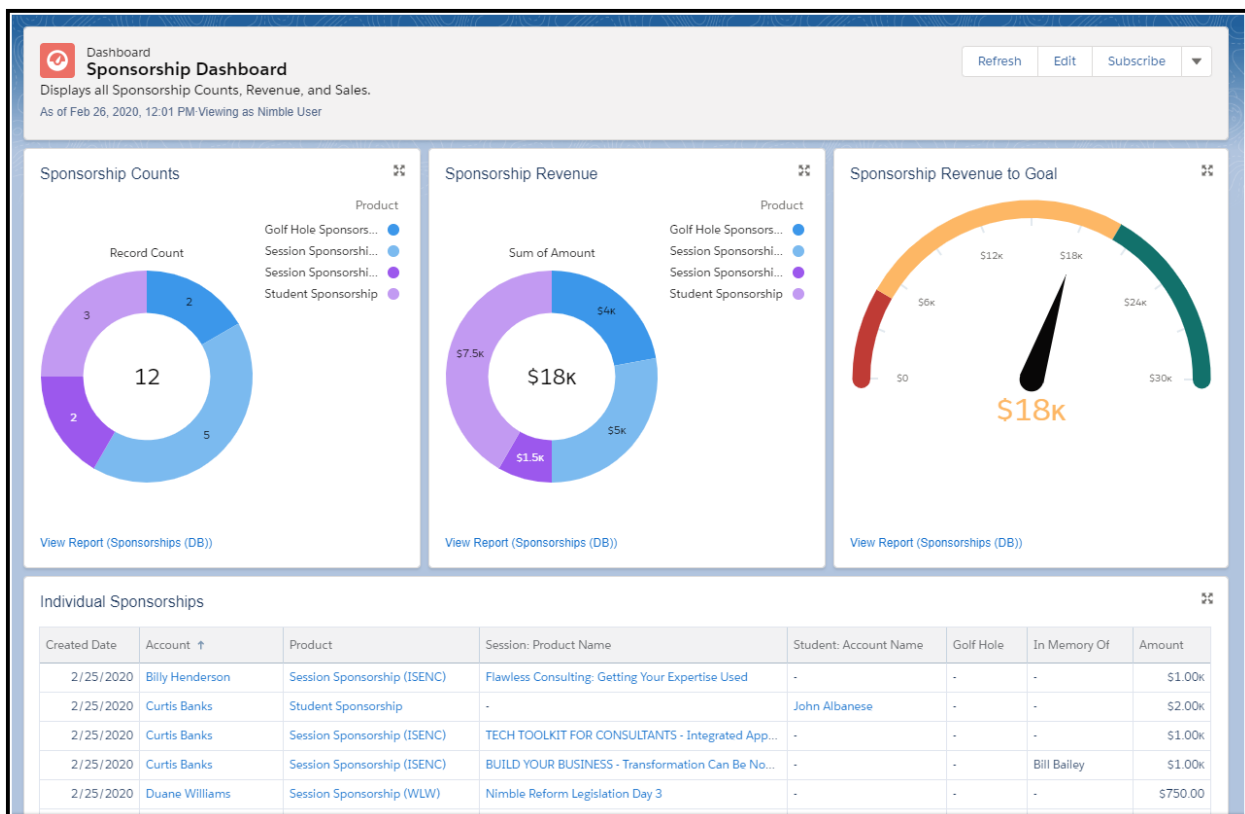 Dashboard
Sponsorship Dashboard
Displays all Sponsorship Counts, Revenue, and Sales.
As of Feb 26, 2020, 12:01 PM·Viewing as Nimble User
Refresh Edit Subscribe
Sponsorship Counts
Product
Golf Hole Sponsors...
Session Sponsorshi...
Session Sponsorshi...
Student Sponsorship
Record Count
2
3
12
2
5
View Report (Sponsorships (DB))
Sponsorship Revenue
Product
Golf Hole Sponsors...
Session Sponsorshi...
Session Sponsorshi...
Student Sponsorship
Sum of Amount
$4K
$7.5K
$18K
$5K
$1.5K
View Report (Sponsorships (DB))
Sponsorship Revenue to Goal
$12K $18K
$6K $24K
$0 $30K
$18K
View Report (Sponsorships (DB))
Individual Sponsorships
Created Date Account ↑ Product Session: Product Name Student: Account Name Golf Hole In Memory Of Amount
2/25/2020 Billy Henderson Session Sponsorship (ISENC) Flawless Consulting: Getting Your Expertise Used - - - $1.00K
2/25/2020 Curtis Banks Student Sponsorship - John Albanese - - $2.00K
2/25/2020 Curtis Banks Session Sponsorship (ISENC) TECH TOOLKIT FOR CONSULTANTS - Integrated App... - - - $1.00K
2/25/2020 Curtis Banks Session Sponsorship (ISENC) BUILD YOUR BUSINESS - Transformation Can Be No... - - Bill Bailey $1.00K
2/25/2020 Duane Williams Session Sponsorship (WLW) Nimble Reform Legislation Day 3 - - - $750.00